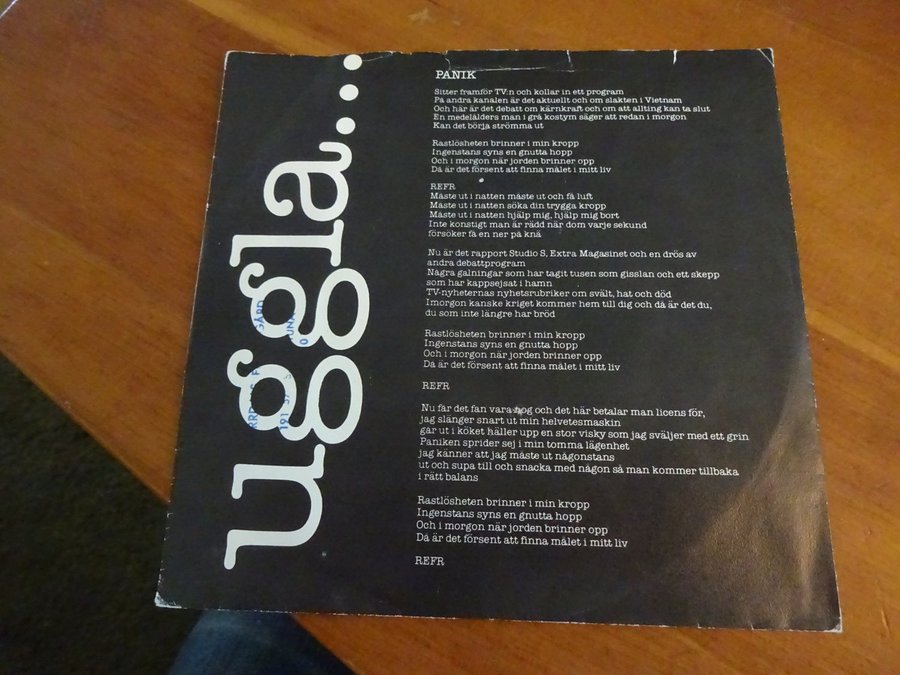 uggla...
PANIK
Sitter framför TV:n och kollar in ett program
På andra kanalen är det aktuellt och om slakten i Vietnam
Och här är det debatt om kärnkraft och om att allting kan ta slut
En medelålders man i grå kostym säger att redan i morgon
Kan det börja strömma ut
Rastlösheten brinner i min kropp
Ingenstans syns en gnutta hopp
Och i morgon när jorden brinner opp
Då är det försent att finna målet i mitt liv
REFR
Måste ut i natten måste ut och få luft
Måste ut i natten söka din trygga kropp
Måste ut i natten hjälp mig, hjälp mig bort
Inte konstigt man är rädd när dom varje sekund
försöker få en ner på knä
Nu är det rapport Studio S, Extra Magasinet och en drös av
andra debattprogram
Några galningar som har tagit tusen som gisslan och ett skepp
som har kappsejsat i hamn
TV-nyheternas nyhetsrubriker om svält, hat och död
Imorgon kanske kriget kommer hem till dig och då är det du,
du som inte längre har bröd
Rastlösheten brinner i min kropp
Ingenstans syns en gnutta hopp
Och i morgon när jorden brinner opp
Då är det försent att finna målet i mitt liv
REFR
Nu får det fan vara nog och det här betalar man licens för,
jag slänger snart ut min helvetesmaskin
går ut i köket häller upp en stor visky som jag sväljer med ett grin
Paniken sprider sej i min tomma lägenhet
jag känner att jag måste ut någonstans
ut och supa till och snacka med någon så man kommer tillbaka
i rätt balans
Rastlösheten brinner i min kropp
Ingenstans syns en gnutta hopp
Och i morgon när jorden brinner opp
Då är det försent att finna målet i mitt liv
REFR